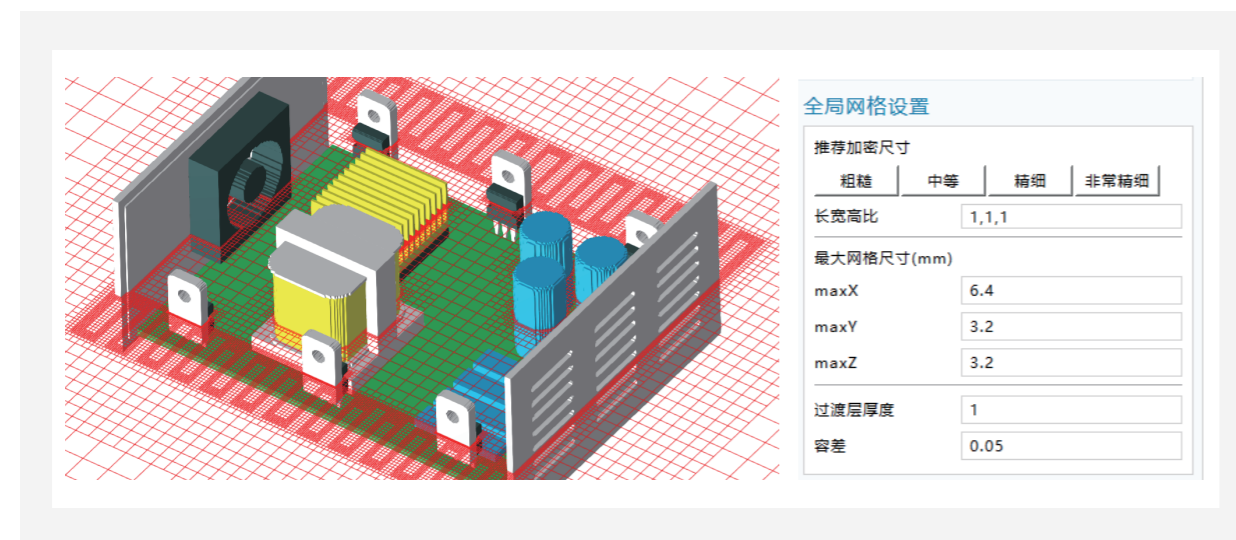 全局网格设置
推荐加密尺寸
粗糙 中等 精细 非常精细
长宽高比 1,1,1
最大网格尺寸(mm)
maxX 6.4
maxY 3.2
maxZ 3.2
过渡层厚度 1
容差 0.05